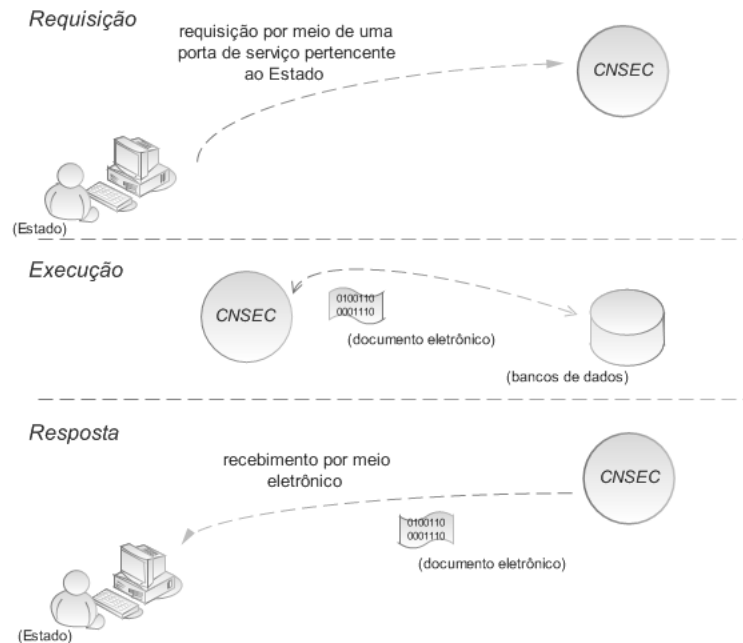 Requisição
requisição por meio de uma
porta de serviço pertencente
ao Estado
CNSEC
(Estado)
Execução
CNSEC
0100110
0001110
(documento eletrônico)
(bancos de dados)
Resposta
recebimento por meio
eletrônico
CNSEC
0100110
0001110
(documento eletrônico)
(Estado)